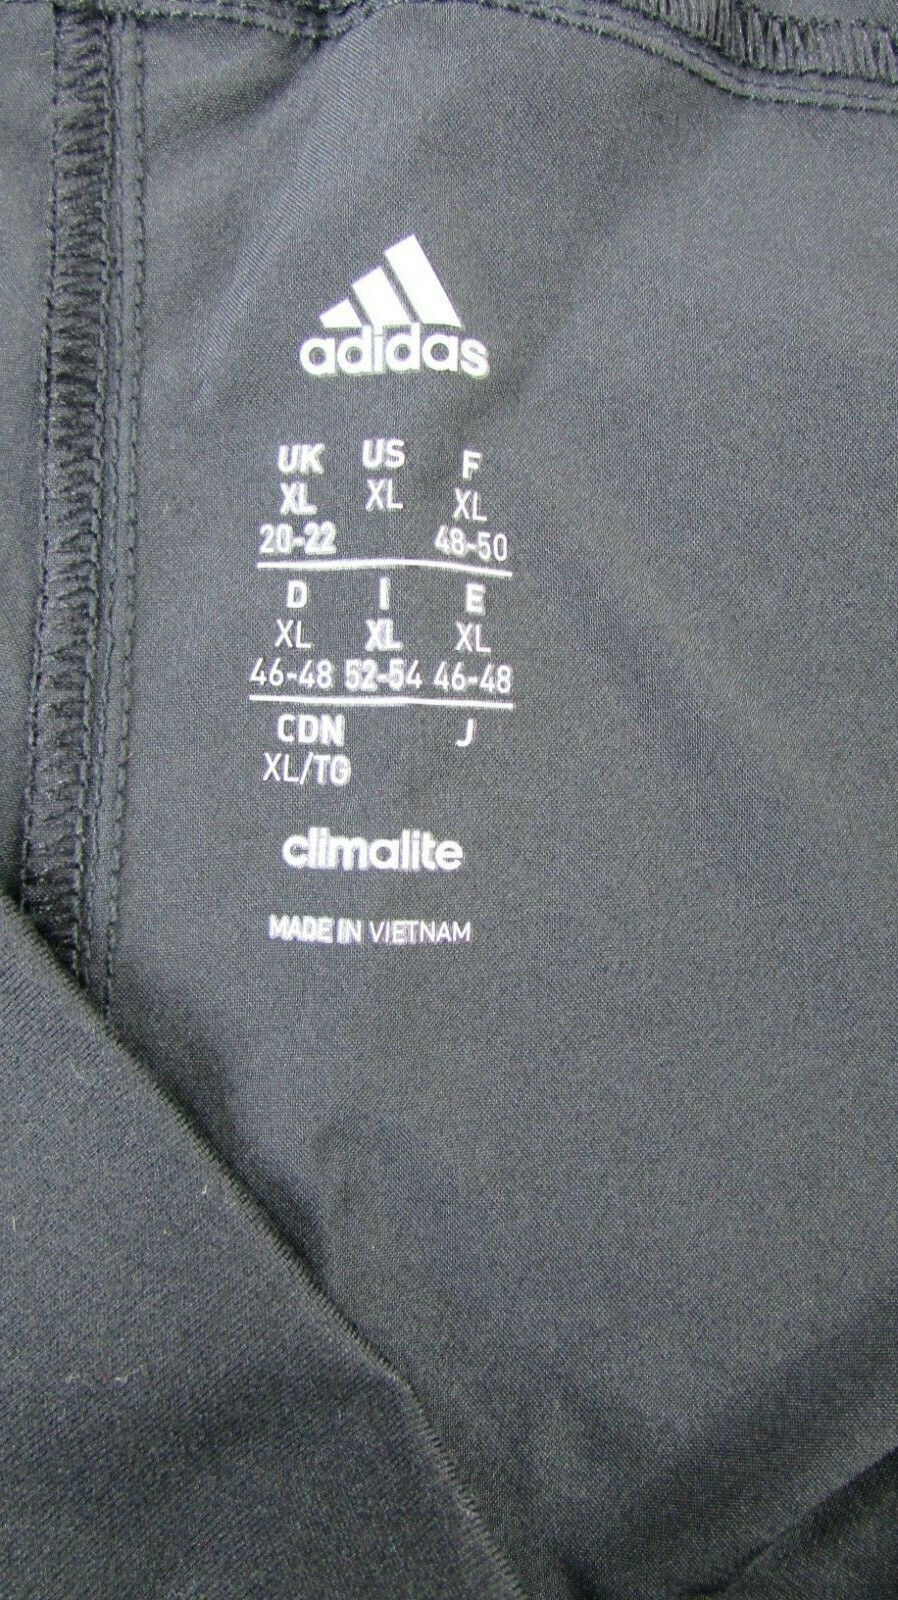 adidas
UK US F
XL XL XL
20-22 48-50
D I E
XL XL XL
46-48 52-54 46-48
CDN J
XL/TG
climalite
MADE IN VIETNAM